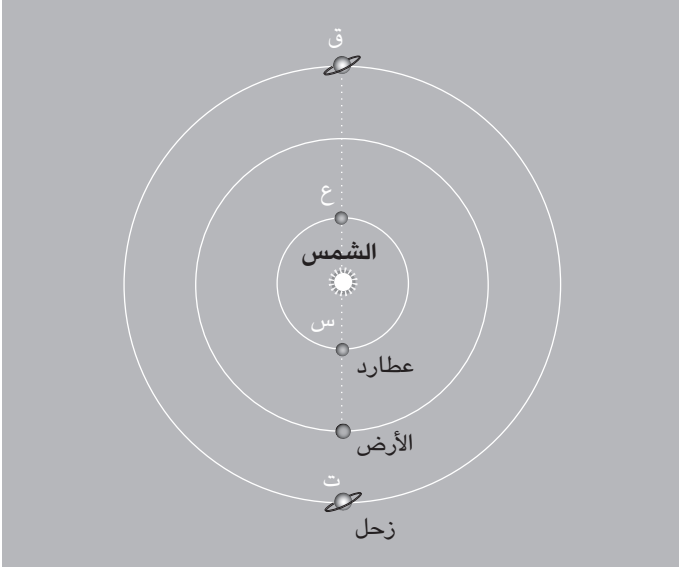 ق
ع
الشمس
س
عطارد
الأرض
ت
زحل